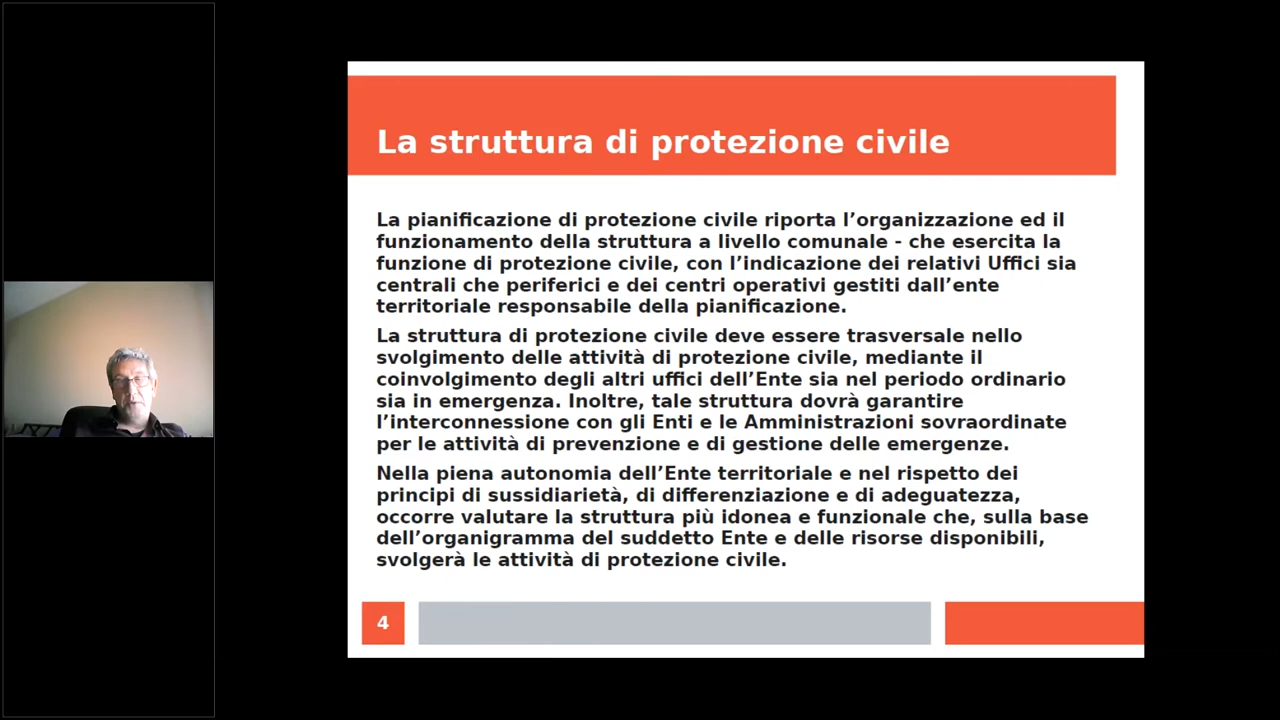 La struttura di protezione civile
La pianificazione di protezione civile riporta l’organizzazione ed il
funzionamento della struttura a livello comunale - che esercita la
funzione di protezione civile, con l’indicazione dei relativi Uffici sia
centrali che periferici e dei centri operativi gestiti dall’ente
territoriale responsabile della pianificazione.
La struttura di protezione civile deve essere trasversale nello
svolgimento delle attività di protezione civile, mediante il
coinvolgimento degli altri uffici dell’Ente sia nel periodo ordinario
sia in emergenza. Inoltre, tale struttura dovrà garantire
l’interconnessione con gli Enti e le Amministrazioni sovraordinate
per le attività di prevenzione e di gestione delle emergenze.
Nella piena autonomia dell’Ente territoriale e nel rispetto dei
principi di sussidiarietà, di differenziazione e di adeguatezza,
occorre valutare la struttura più idonea e funzionale che, sulla base
dell’organigramma del suddetto Ente e delle risorse disponibili,
svolgerà le attività di protezione civile.
4